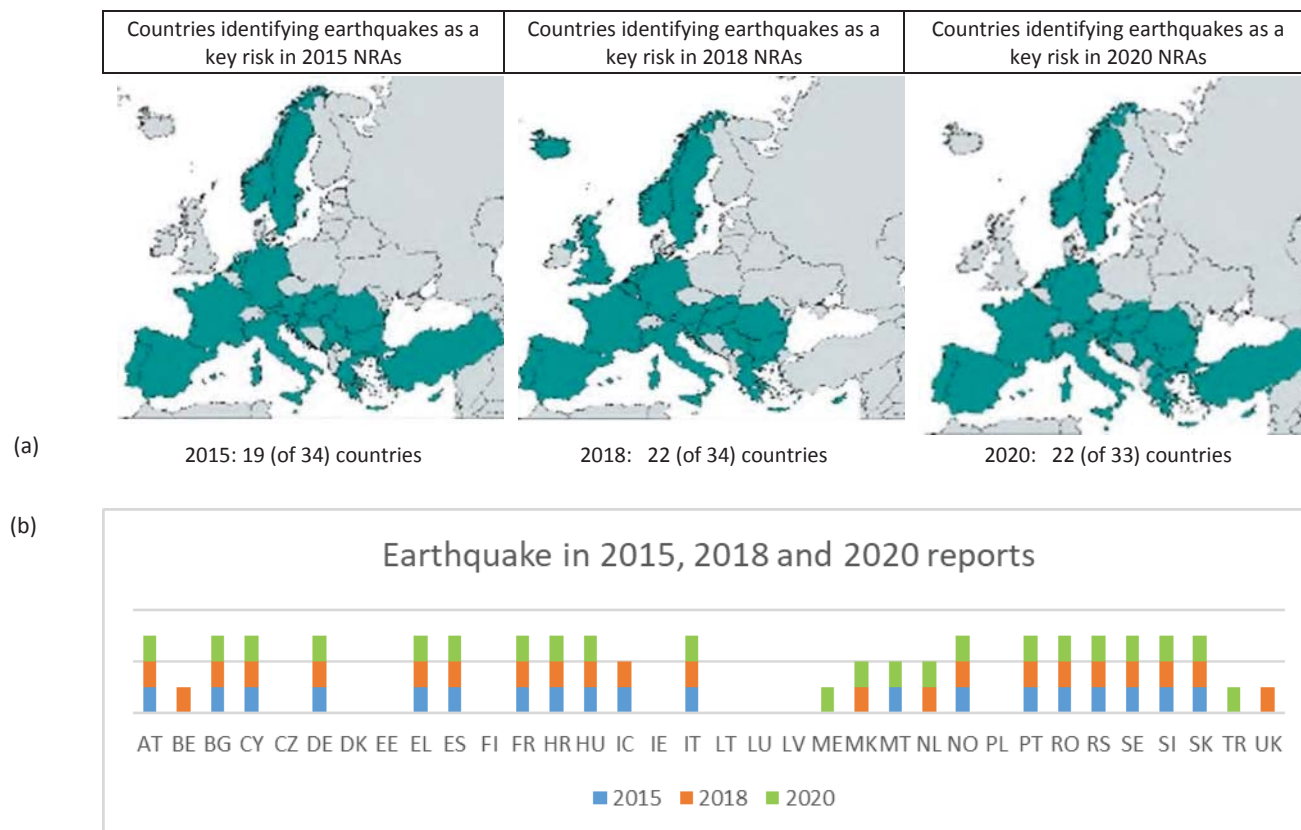 Countries identifying earthquakes as a
key risk in 2015 NRAs
Countries identifying earthquakes as a
key risk in 2018 NRAs
Countries identifying earthquakes as a
key risk in 2020 NRAs
(a)
2015: 19 (of 34) countries
2018: 22 (of 34) countries
2020: 22 (of 33) countries
(b)
Earthquake in 2015, 2018 and 2020 reports
AT BE BG CY CZ DE DK EE EL ES FI FR HR HU IC IE IT LT LU LV ME MK MT NL NO PL PT RO RS SE SI SK TR UK
2015 2018 2020